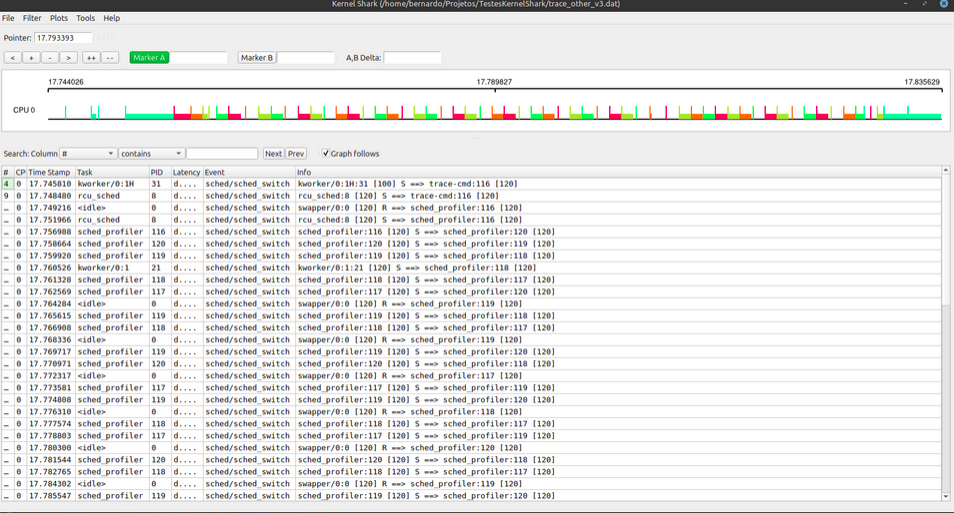 Kernel Shark (/home/bernardo/Projetos/TestesKernelShark/trace_other_v3.dat)
File Filter Plots Tools Help
Pointer: 17.793393
< + - > ++ -- Marker A Marker B A,B Delta:
17.744026 17.789827 17.835629
CPU 0
Search: Column # contains Next Prev Graph follows
# CP Time Stamp Task PID Latency Event Info
4 0 17.745810 kworker/0:1H 31 d.... sched/sched_switch kworker/0:1H:31 [100] S ==> trace-cmd:116 [120]
9 0 17.748480 rcu_sched 8 d.... sched/sched_switch rcu_sched:8 [120] S ==> trace-cmd:116 [120]
… 0 17.749216 <idle> 0 d.... sched/sched_switch swapper/0:0 [120] R ==> sched_profiler:116 [120]
… 0 17.751966 rcu_sched 8 d.... sched/sched_switch rcu_sched:8 [120] S ==> sched_profiler:116 [120]
… 0 17.756988 sched_profiler 116 d.... sched/sched_switch sched_profiler:116 [120] S ==> sched_profiler:120 [120]
… 0 17.758664 sched_profiler 120 d.... sched/sched_switch sched_profiler:120 [120] S ==> sched_profiler:119 [120]
… 0 17.759920 sched_profiler 119 d.... sched/sched_switch sched_profiler:119 [120] S ==> sched_profiler:118 [120]
… 0 17.760526 kworker/0:1 21 d.... sched/sched_switch kworker/0:1:21 [120] S ==> sched_profiler:118 [120]
… 0 17.761328 sched_profiler 118 d.... sched/sched_switch sched_profiler:118 [120] S ==> sched_profiler:117 [120]
… 0 17.762569 sched_profiler 117 d.... sched/sched_switch sched_profiler:117 [120] S ==> sched_profiler:120 [120]
… 0 17.764284 <idle> 0 d.... sched/sched_switch swapper/0:0 [120] R ==> sched_profiler:119 [120]
… 0 17.765615 sched_profiler 119 d.... sched/sched_switch sched_profiler:119 [120] S ==> sched_profiler:118 [120]
… 0 17.766908 sched_profiler 118 d.... sched/sched_switch sched_profiler:118 [120] S ==> sched_profiler:117 [120]
… 0 17.768336 <idle> 0 d.... sched/sched_switch swapper/0:0 [120] R ==> sched_profiler:119 [120]
… 0 17.769717 sched_profiler 119 d.... sched/sched_switch sched_profiler:119 [120] S ==> sched_profiler:120 [120]
… 0 17.770971 sched_profiler 120 d.... sched/sched_switch sched_profiler:120 [120] S ==> sched_profiler:118 [120]
… 0 17.772317 <idle> 0 d.... sched/sched_switch swapper/0:0 [120] R ==> sched_profiler:117 [120]
… 0 17.773581 sched_profiler 117 d.... sched/sched_switch sched_profiler:117 [120] S ==> sched_profiler:119 [120]
… 0 17.774808 sched_profiler 119 d.... sched/sched_switch sched_profiler:119 [120] S ==> sched_profiler:120 [120]
… 0 17.776310 <idle> 0 d.... sched/sched_switch swapper/0:0 [120] R ==> sched_profiler:118 [120]
… 0 17.777574 sched_profiler 118 d.... sched/sched_switch sched_profiler:118 [120] S ==> sched_profiler:117 [120]
… 0 17.778803 sched_profiler 117 d.... sched/sched_switch sched_profiler:117 [120] S ==> sched_profiler:119 [120]
… 0 17.780300 <idle> 0 d.... sched/sched_switch swapper/0:0 [120] R ==> sched_profiler:120 [120]
… 0 17.781544 sched_profiler 120 d.... sched/sched_switch sched_profiler:120 [120] S ==> sched_profiler:118 [120]
… 0 17.782765 sched_profiler 118 d.... sched/sched_switch sched_profiler:118 [120] S ==> sched_profiler:117 [120]
… 0 17.784302 <idle> 0 d.... sched/sched_switch swapper/0:0 [120] R ==> sched_profiler:119 [120]
… 0 17.785547 sched_profiler 119 d.... sched/sched_switch sched_profiler:119 [120] S ==> sched_profiler:120 [120]